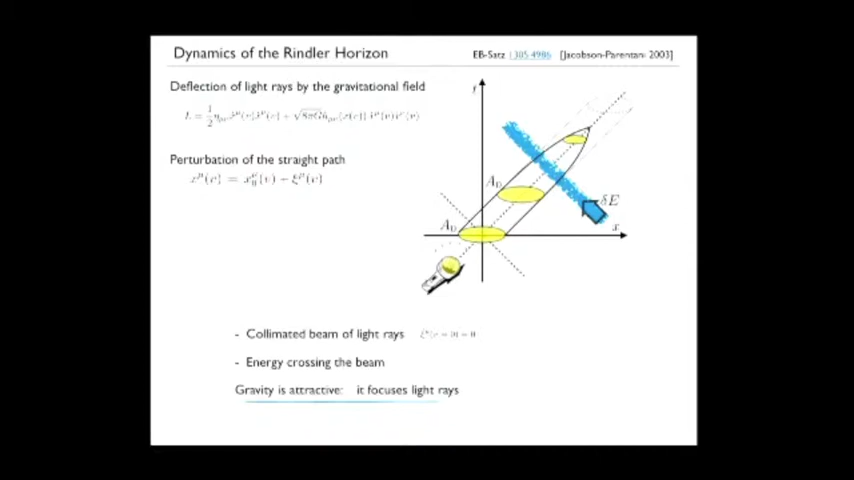 Dynamics of the Rindler Horizon
EB-Satz 1305.4986 [Jacobson-Parentani 2003]
Deflection of light rays by the gravitational field
Perturbation of the straight path
t
A₀
δE
A₀
x
- Collimated beam of light rays
- Energy crossing the beam
Gravity is attractive: it focuses light rays